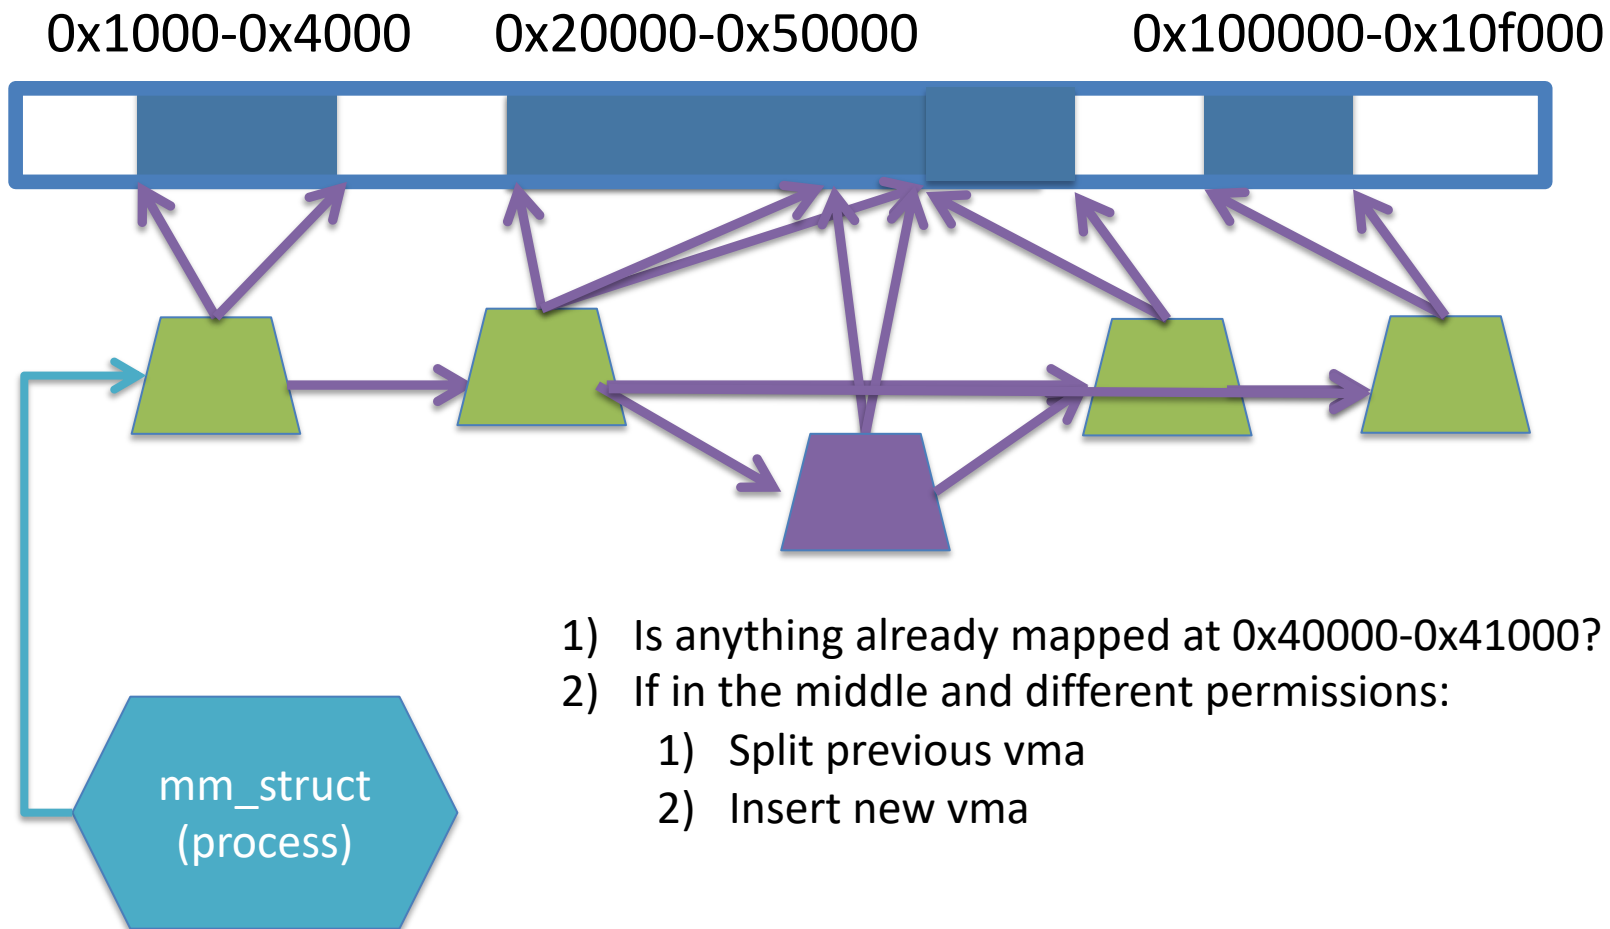 0x1000-0x4000 0x20000-0x50000 0x100000-0x10f000
1) Is anything already mapped at 0x40000-0x41000?
2) If in the middle and different permissions:
1) Split previous vma
2) Insert new vma
mm_struct
(process)